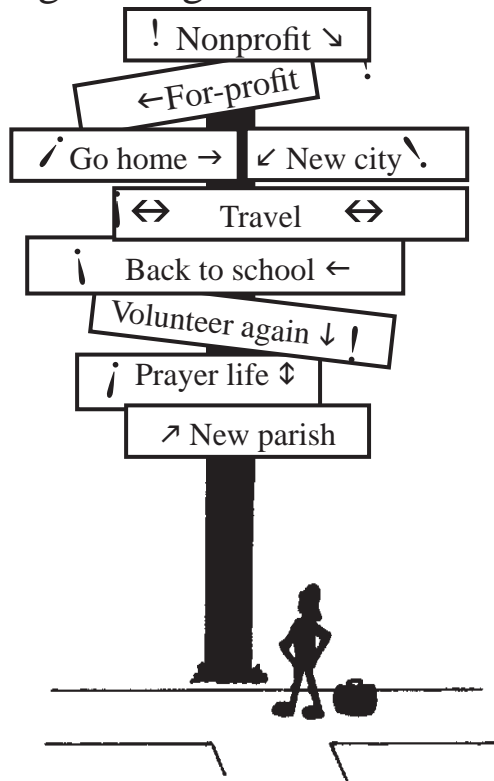 ! Nonprofit ↘
←For-profit
¡ Go home →
↙ New city !
¡ ↔ Travel ↔
¡ Back to school ←
Volunteer again ↓ !
¡ Prayer life ↕
↗ New parish